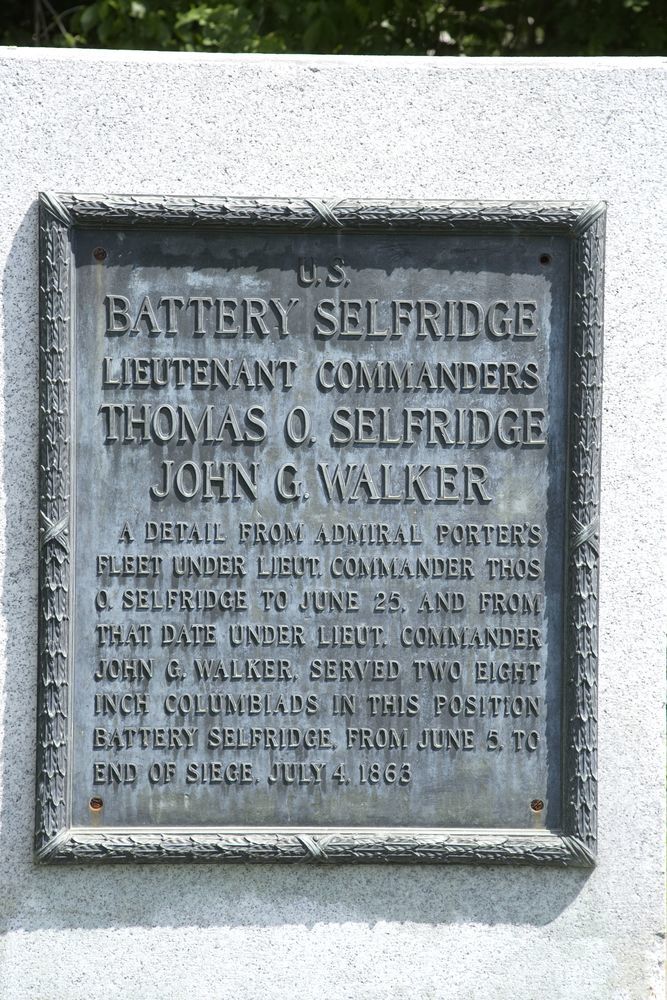 U.S.
BATTERY SELFRIDGE
LIEUTENANT COMMANDERS
THOMAS O. SELFRIDGE
JOHN G. WALKER
A DETAIL FROM ADMIRAL PORTER'S
FLEET UNDER LIEUT. COMMANDER THOS
O. SELFRIDGE TO JUNE 25, AND FROM
THAT DATE UNDER LIEUT. COMMANDER
JOHN G. WALKER, SERVED TWO EIGHT
INCH COLUMBIADS IN THIS POSITION
BATTERY SELFRIDGE, FROM JUNE 5, TO
END OF SIEGE, JULY 4, 1863